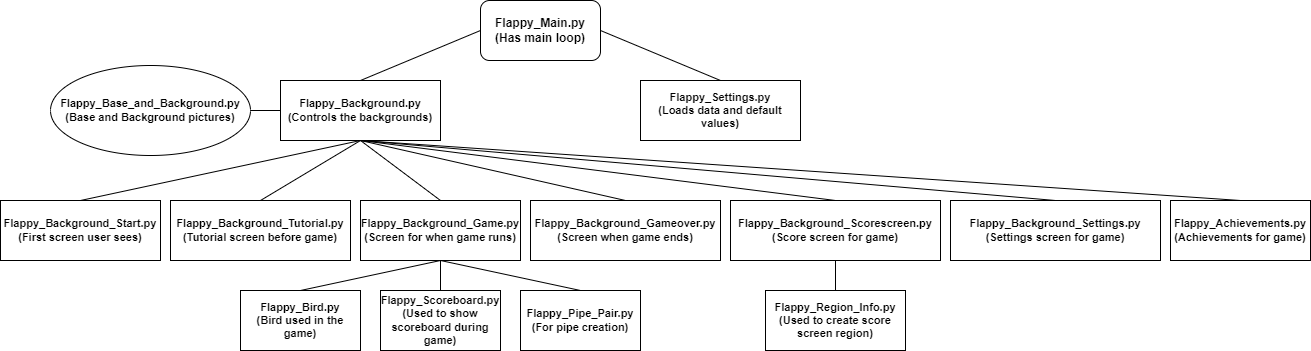 Flappy_Main.py
(Has main loop)
Flappy_Base_and_Background.py
(Base and Background pictures)
Flappy_Background.py
(Controls the backgrounds)
Flappy_Settings.py
(Loads data and default
values)
Flappy_Background_Start.py
(First screen user sees)
Flappy_Background_Tutorial.py
(Tutorial screen before game)
Flappy_Background_Game.py
(Screen for when game runs)
Flappy_Background_Gameover.py
(Screen when game ends)
Flappy_Background_Scorescreen.py
(Score screen for game)
Flappy_Background_Settings.py
(Settings screen for game)
Flappy_Achievements.py
(Achievements for game)
Flappy_Bird.py
(Bird used in the
game)
Flappy_Scoreboard.py
(Used to show
scoreboard during
game)
Flappy_Pipe_Pair.py
(For pipe creation)
Flappy_Region_Info.py
(Used to create score
screen region)